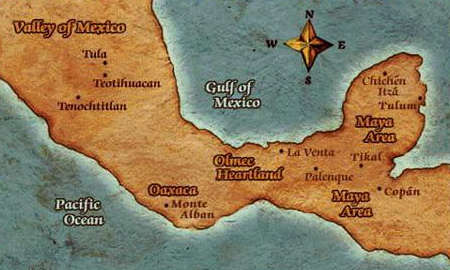 Valley of Mexico
Tula
Teotihuacan
Tenochtitlan
N
W
E
S
Gulf of
Mexico
Chichén
Itzá
Tulum
Maya
Area
Olmec
Heartland
La Venta
Tikal
Palenque
Oaxaca
Monte
Alban
Maya
Area
Copán
Pacific
Ocean